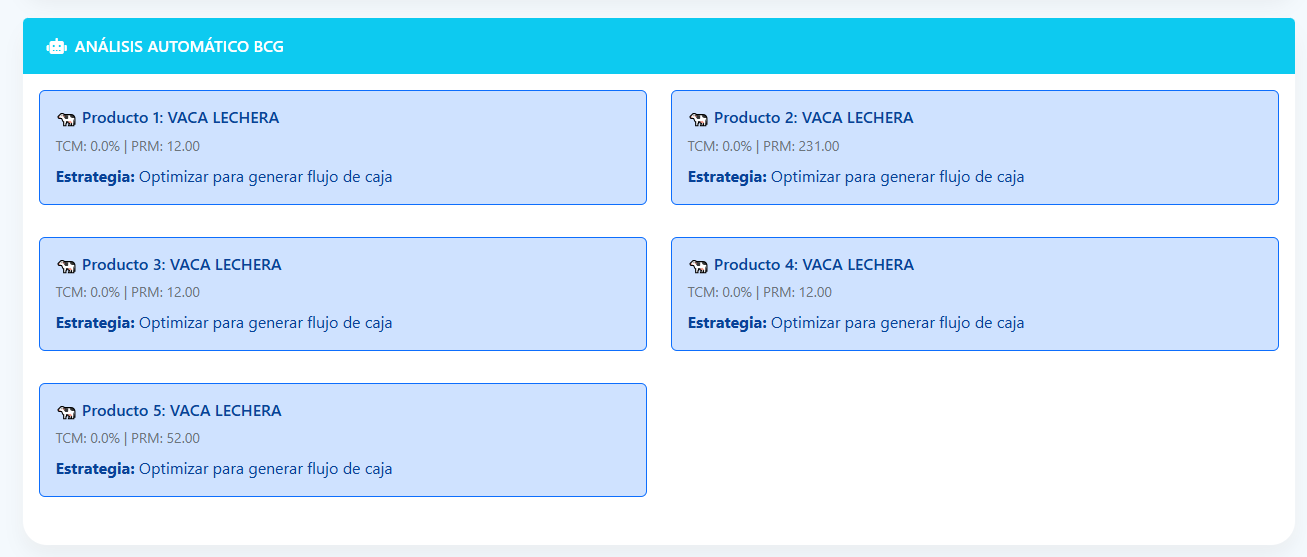 ANÁLISIS AUTOMÁTICO BCG
Producto 1: VACA LECHERA
TCM: 0.0% | PRM: 12.00
Estrategia: Optimizar para generar flujo de caja
Producto 2: VACA LECHERA
TCM: 0.0% | PRM: 231.00
Estrategia: Optimizar para generar flujo de caja
Producto 3: VACA LECHERA
TCM: 0.0% | PRM: 12.00
Estrategia: Optimizar para generar flujo de caja
Producto 4: VACA LECHERA
TCM: 0.0% | PRM: 12.00
Estrategia: Optimizar para generar flujo de caja
Producto 5: VACA LECHERA
TCM: 0.0% | PRM: 52.00
Estrategia: Optimizar para generar flujo de caja